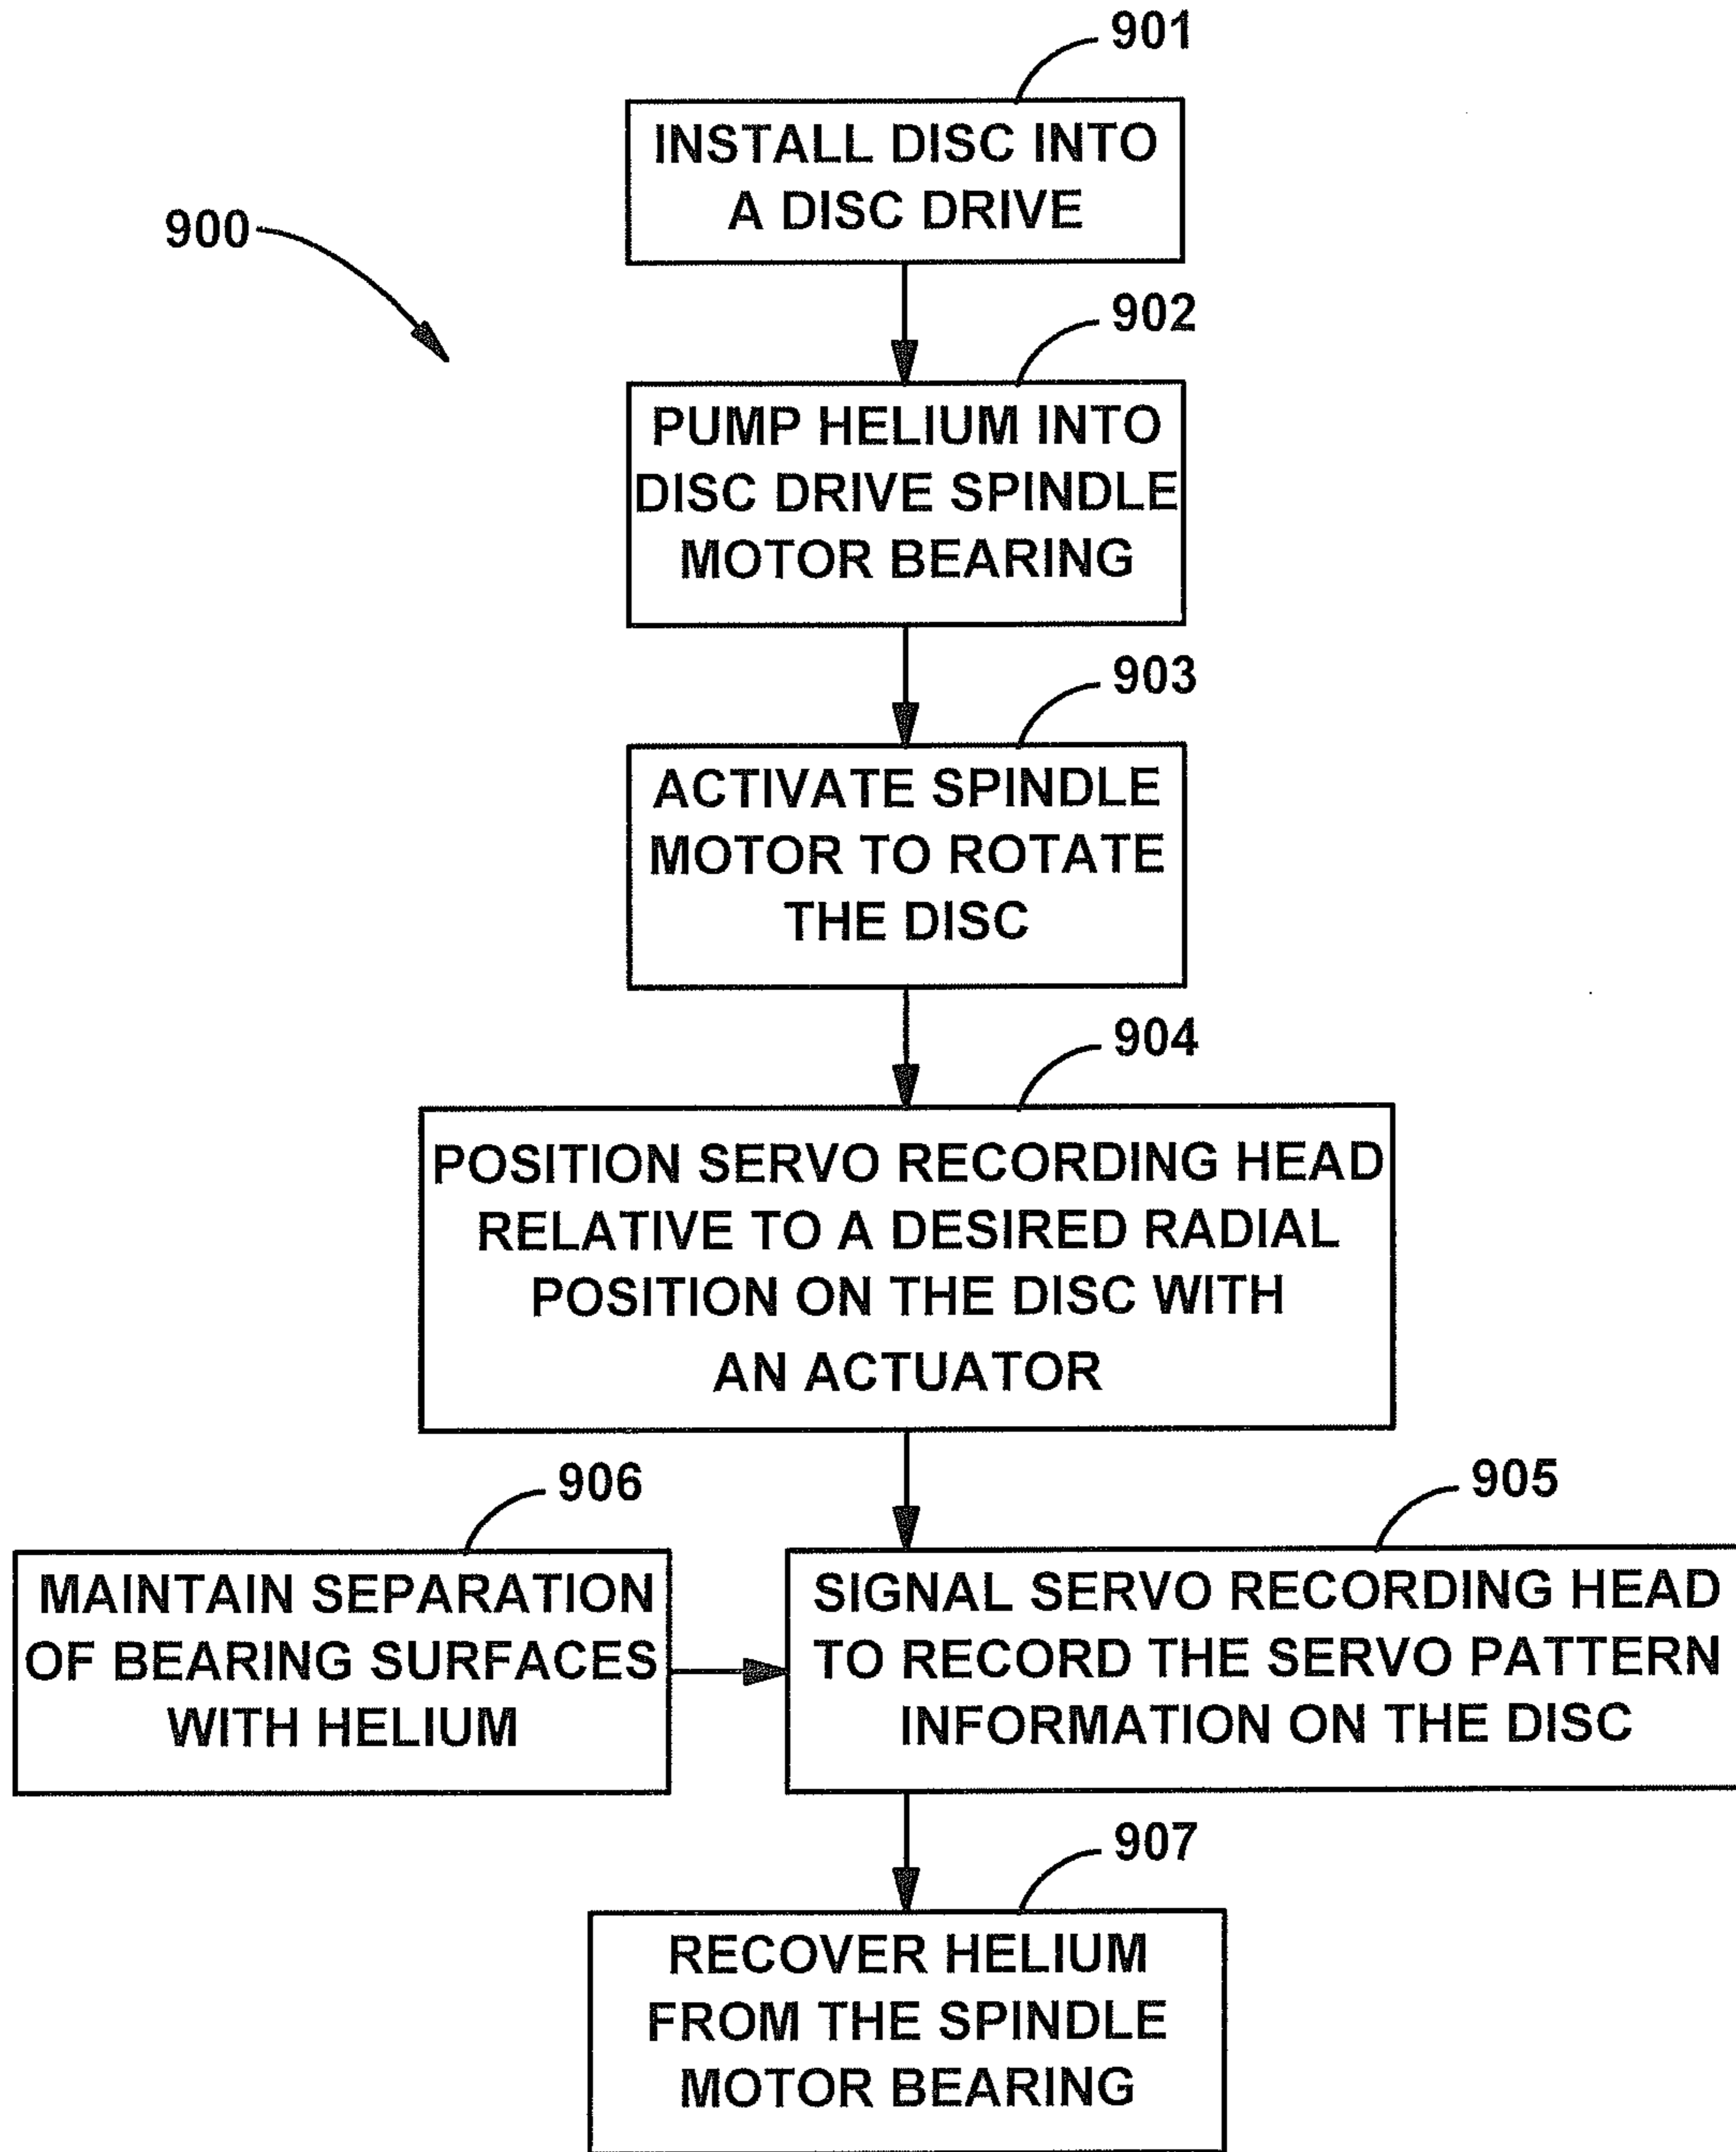 901
INSTALL DISC INTO
A DISC DRIVE
900
902
PUMP HELIUM INTO
DISC DRIVE SPINDLE
MOTOR BEARING
903
ACTIVATE SPINDLE
MOTOR TO ROTATE
THE DISC
904
POSITION SERVO RECORDING HEAD
RELATIVE TO A DESIRED RADIAL
POSITION ON THE DISC WITH
AN ACTUATOR
906
MAINTAIN SEPARATION
OF BEARING SURFACES
WITH HELIUM
905
SIGNAL SERVO RECORDING HEAD
TO RECORD THE SERVO PATTERN
INFORMATION ON THE DISC
907
RECOVER HELIUM
FROM THE SPINDLE
MOTOR BEARING